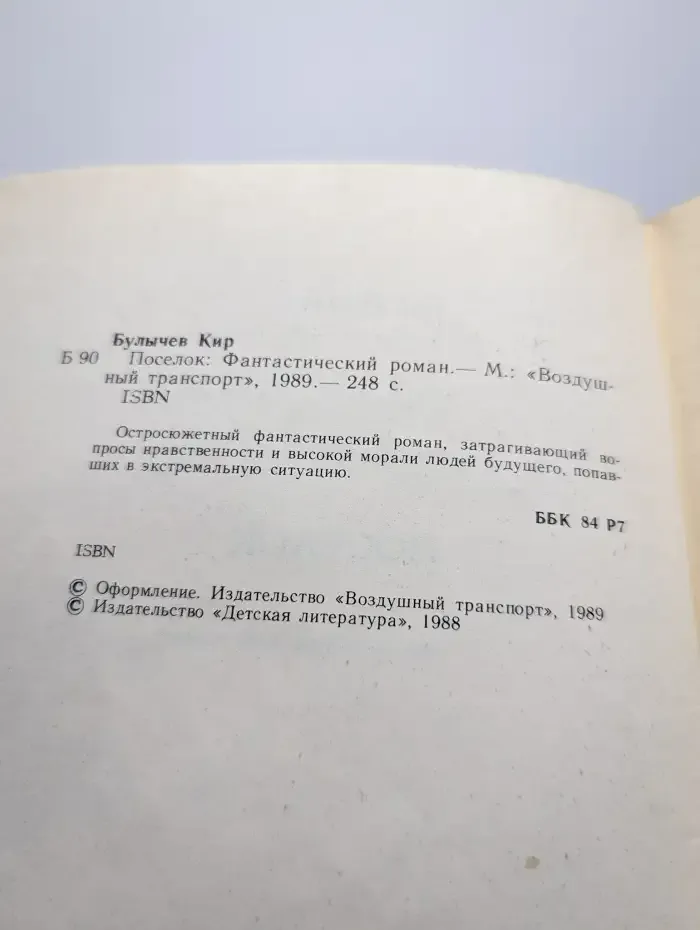 Булычев Кир
Б 90 Поселок: Фантастический роман.— М.: «Воздуш-
ный транспорт», 1989.— 248 с.
ISBN
Остросюжетный фантастический роман, затрагивающий во-
просы нравственности и высокой морали людей будущего, попав-
ших в экстремальную ситуацию.
ББК 84 Р7
ISBN
© Оформление. Издательство «Воздушный транспорт», 1989
© Издательство «Детская литература», 1988